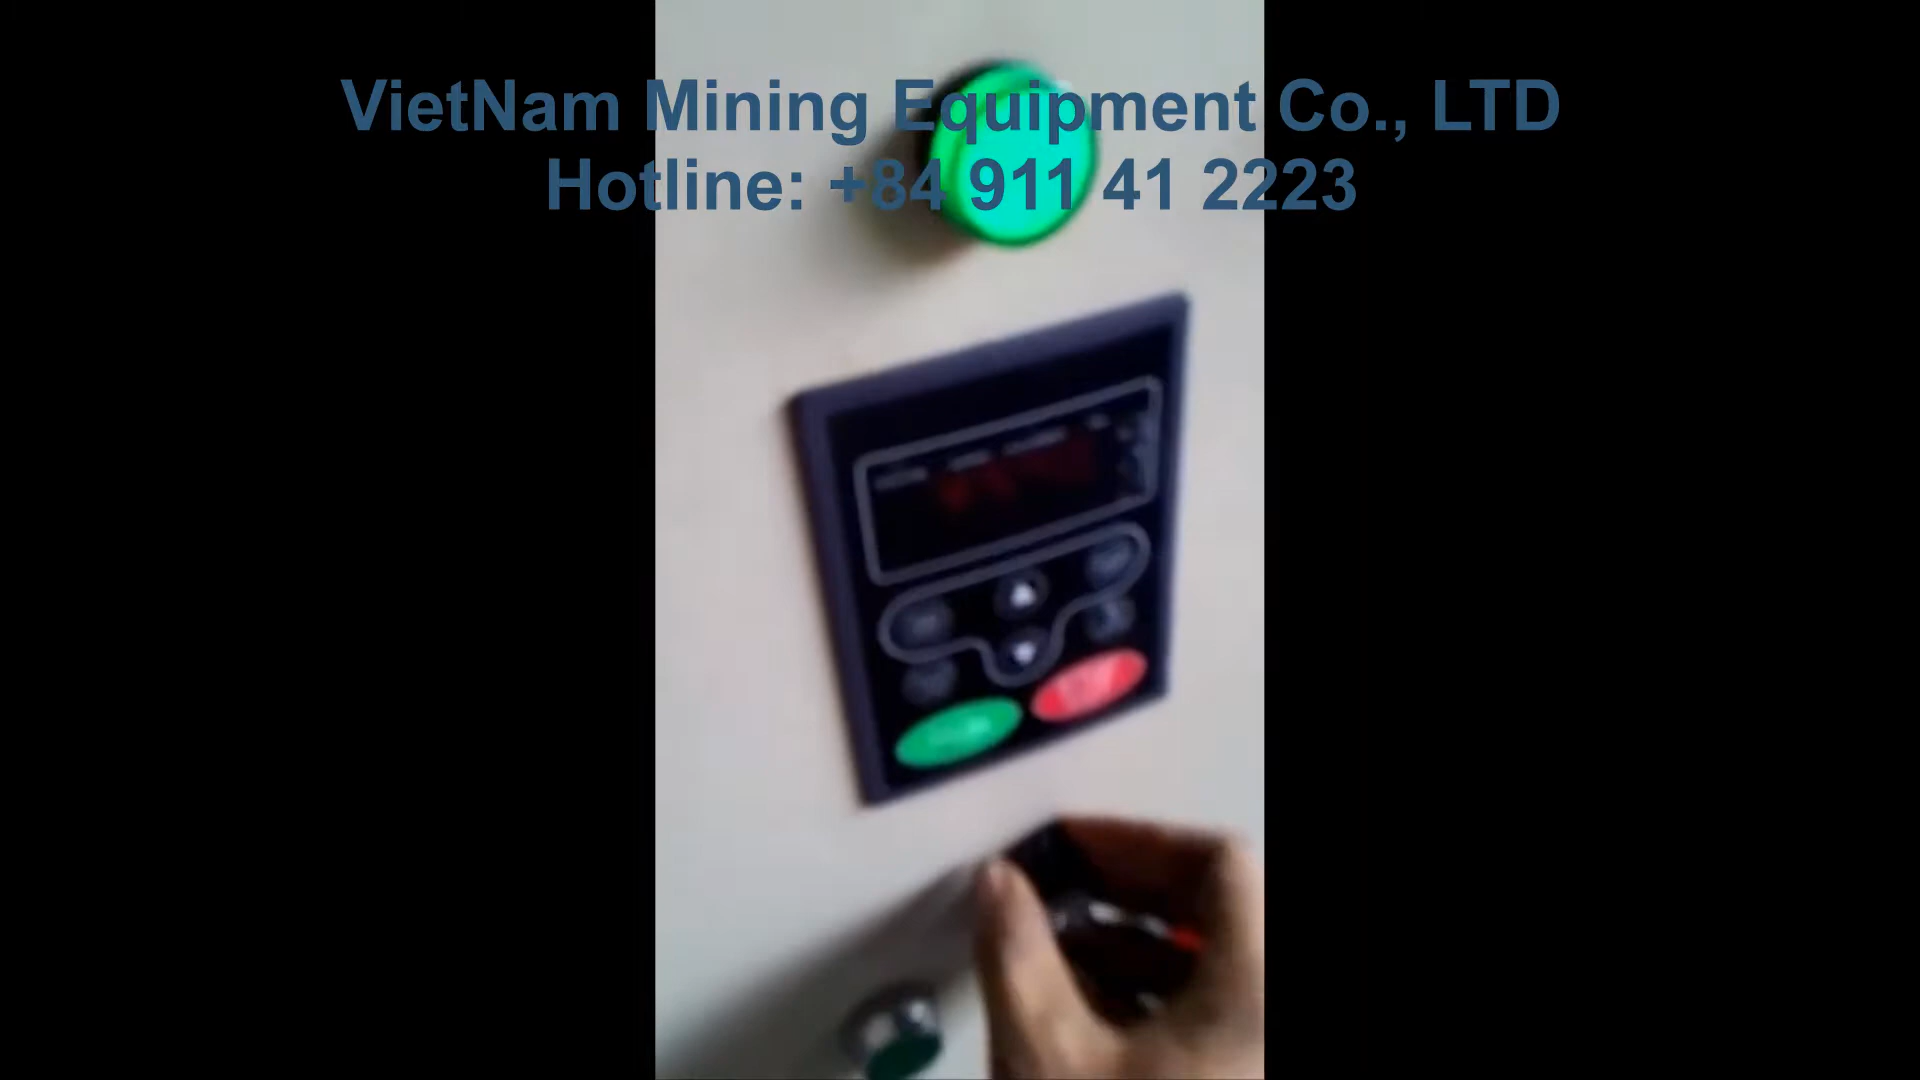 VietNam Mining Equipment Co., LTD
Hotline: +84 911 41 2223